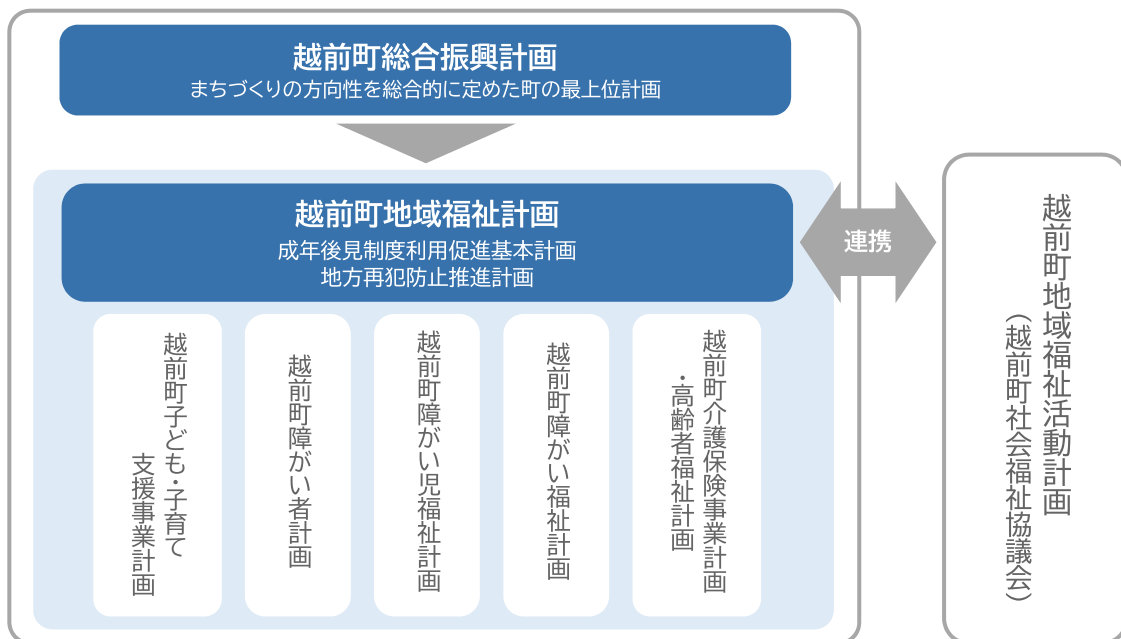 越前町総合振興計画
まちづくりの方向性を総合的に定めた町の最上位計画
越前町地域福祉計画
成年後見制度利用促進基本計画
地方再犯防止推進計画
連携
越前町子ども・子育て
支援事業計画
越前町障がい者計画
越前町障がい児福祉計画
越前町障がい福祉計画
越前町介護保険事業計画
・高齢者福祉計画
越前町地域福祉活動計画
（越前町社会福祉協議会）